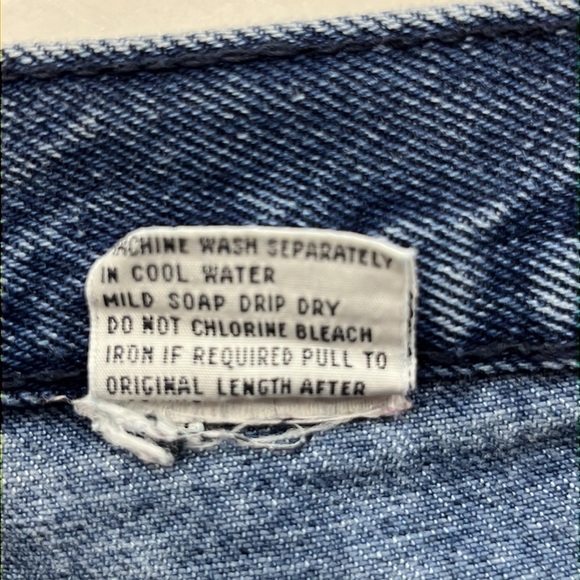 MACHINE WASH SEPARATELY
IN COOL WATER
MILD SOAP DRIP DRY
DO NOT CHLORINE BLEACH
IRON IF REQUIRED PULL TO
ORIGINAL LENGTH AFTER